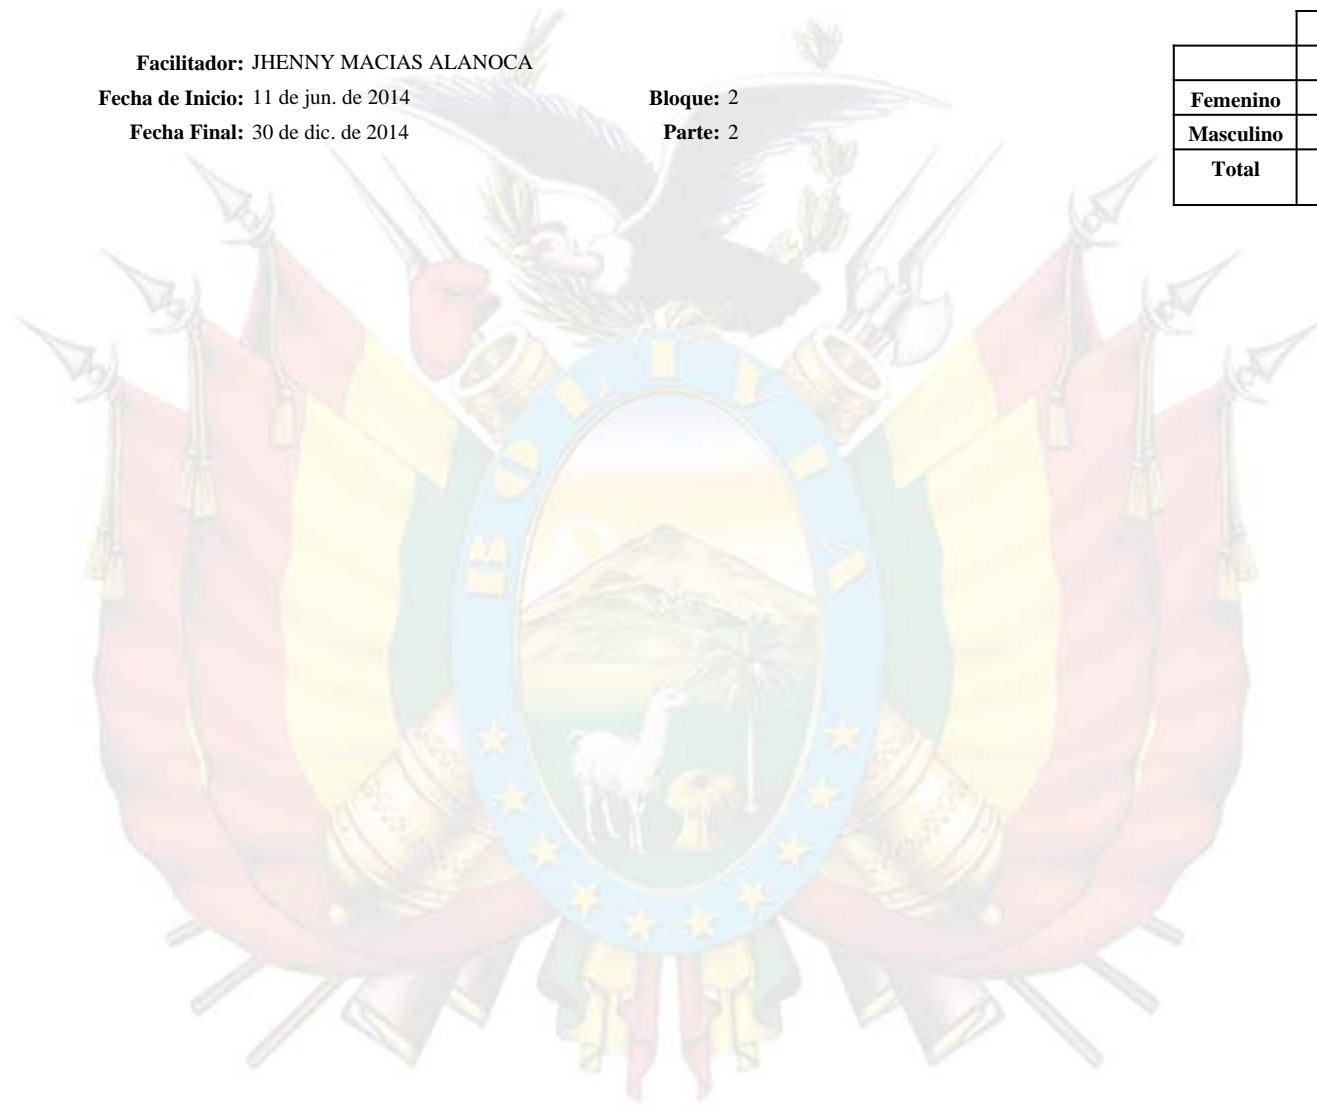 Facilitador: JHENNY MACIAS ALANOCA
Fecha de Inicio: 11 de jun. de 2014 Bloque: 2
Fecha Final: 30 de dic. de 2014 Parte: 2
Femenino
Masculino
Total
BOLIVIA